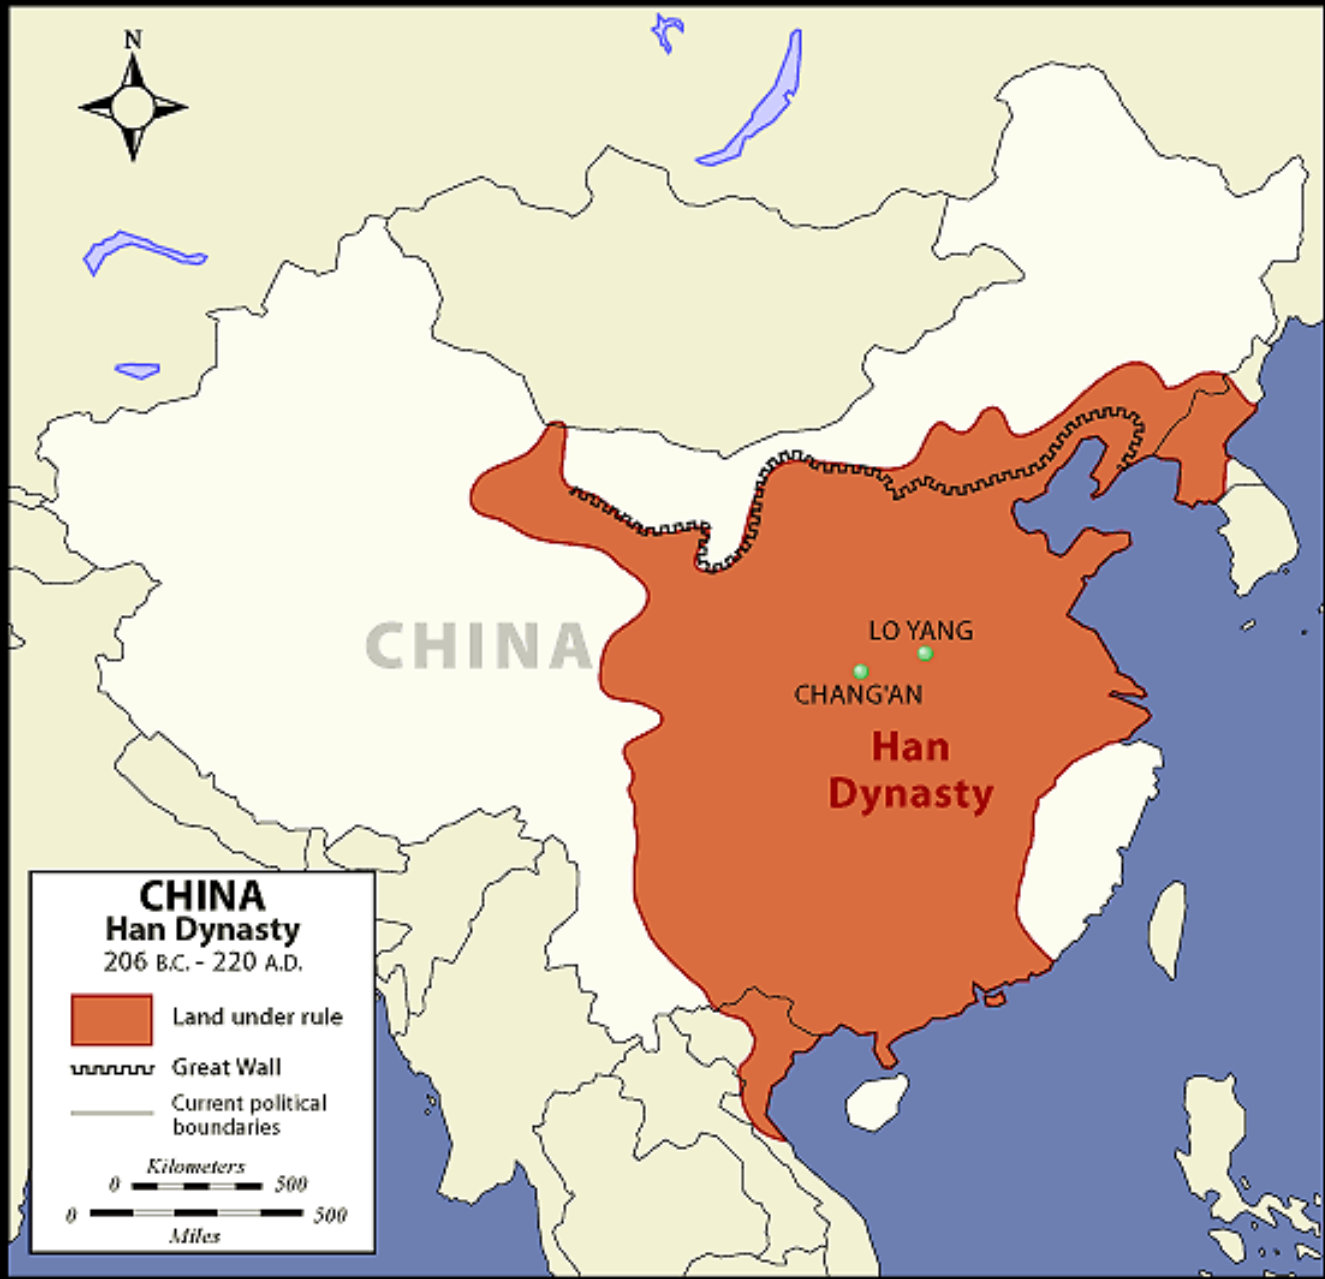 N
CHINA
LO YANG
CHANG'AN
Han
Dynasty
CHINA
Han Dynasty
206 B.C. - 220 A.D.
Land under rule
Great Wall
Current political
boundaries
Kilometers
0 500
0 500
Miles